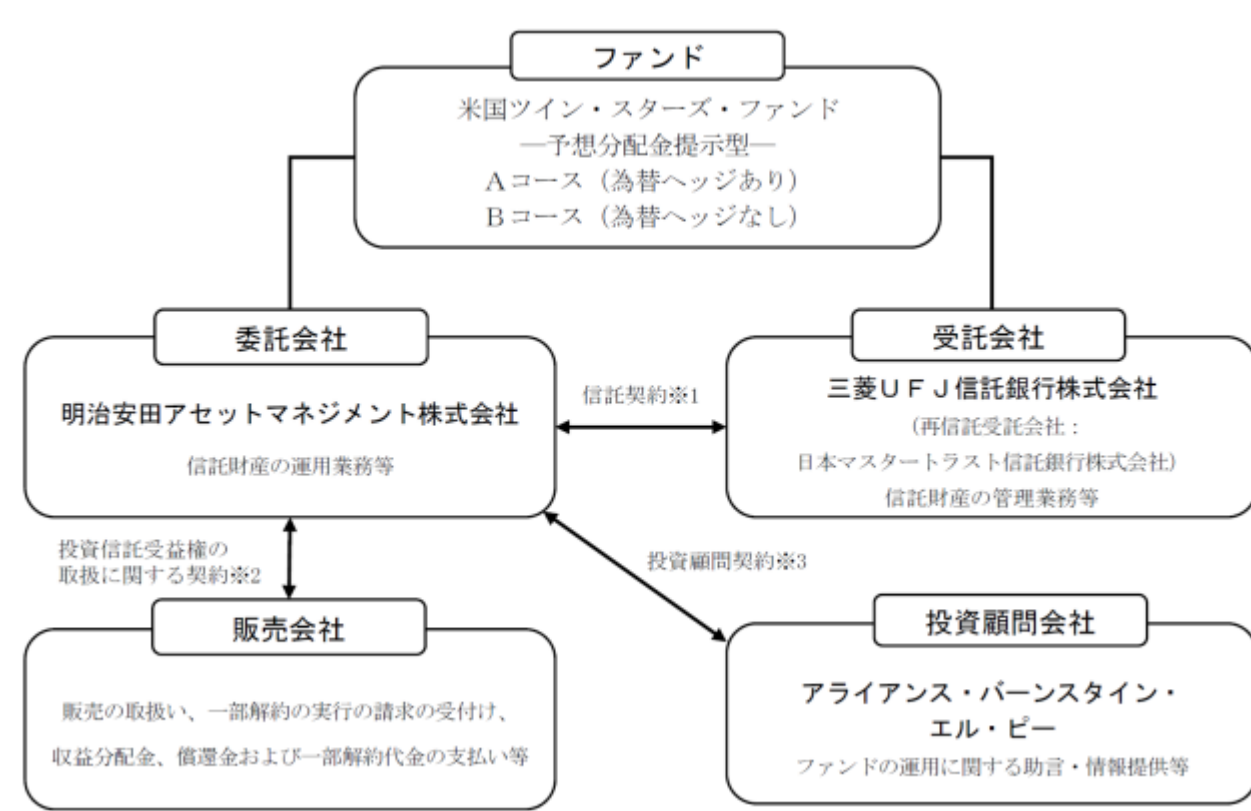 ファンド
米国ツイン・スターズ・ファンド
―予想分配金提示型―
Ａコース（為替ヘッジあり）
Ｂコース（為替ヘッジなし）
委託会社
明治安田アセットマネジメント株式会社
信託財産の運用業務等
信託契約※1
受託会社
三菱ＵＦＪ信託銀行株式会社
(再信託受託会社：
日本マスタートラスト信託銀行株式会社)
信託財産の管理業務等
投資信託受益権の
取扱に関する契約※2
投資顧問契約※3
販売会社
販売の取扱い、一部解約の実行の請求の受付け、
収益分配金、償還金および一部解約代金の支払い等
投資顧問会社
アライアンス・バーンスタイン・
エル・ピー
ファンドの運用に関する助言・情報提供等